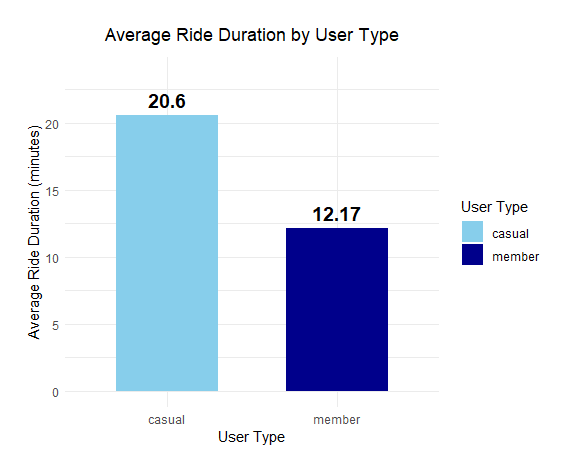 Average Ride Duration by User Type
Average Ride Duration (minutes)
20
15
10
5
0
20.6
12.17
casual
member
User Type
User Type
casual
member